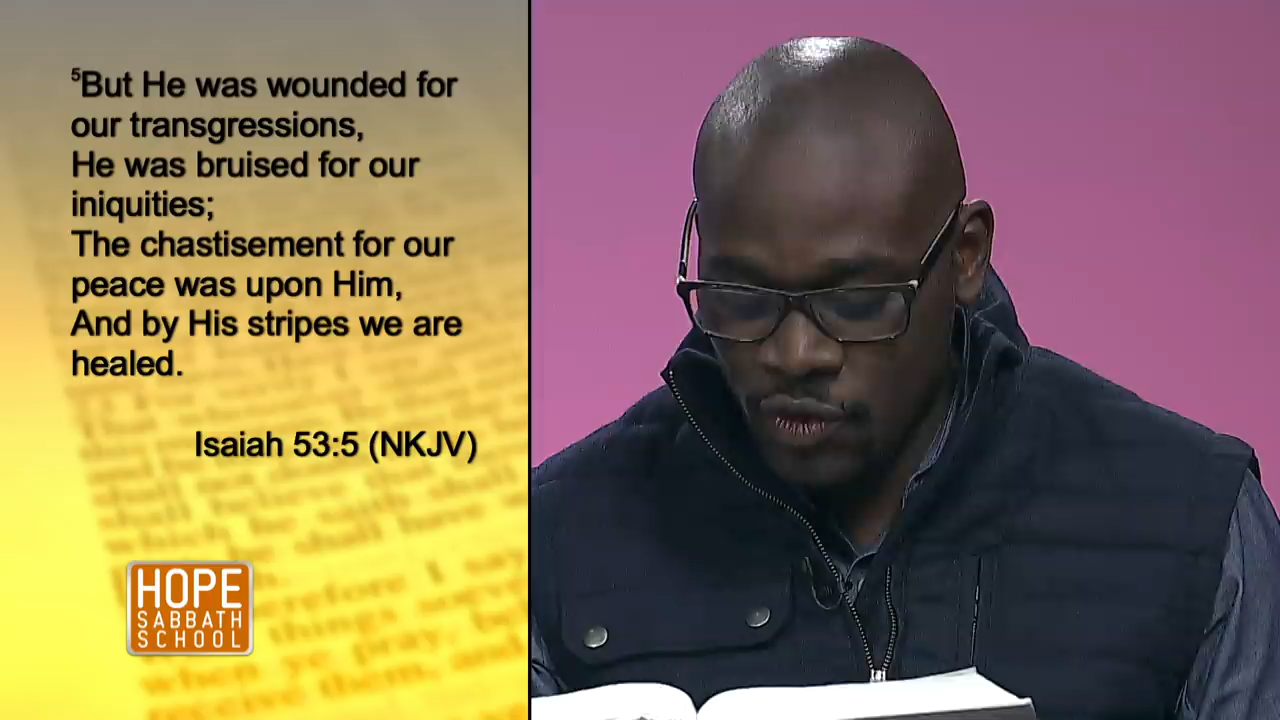 ⁵But He was wounded for
our transgressions,
He was bruised for our
iniquities;
The chastisement for our
peace was upon Him,
And by His stripes we are
healed.
Isaiah 53:5 (NKJV)
HOPE
SABBATH
SCHOOL